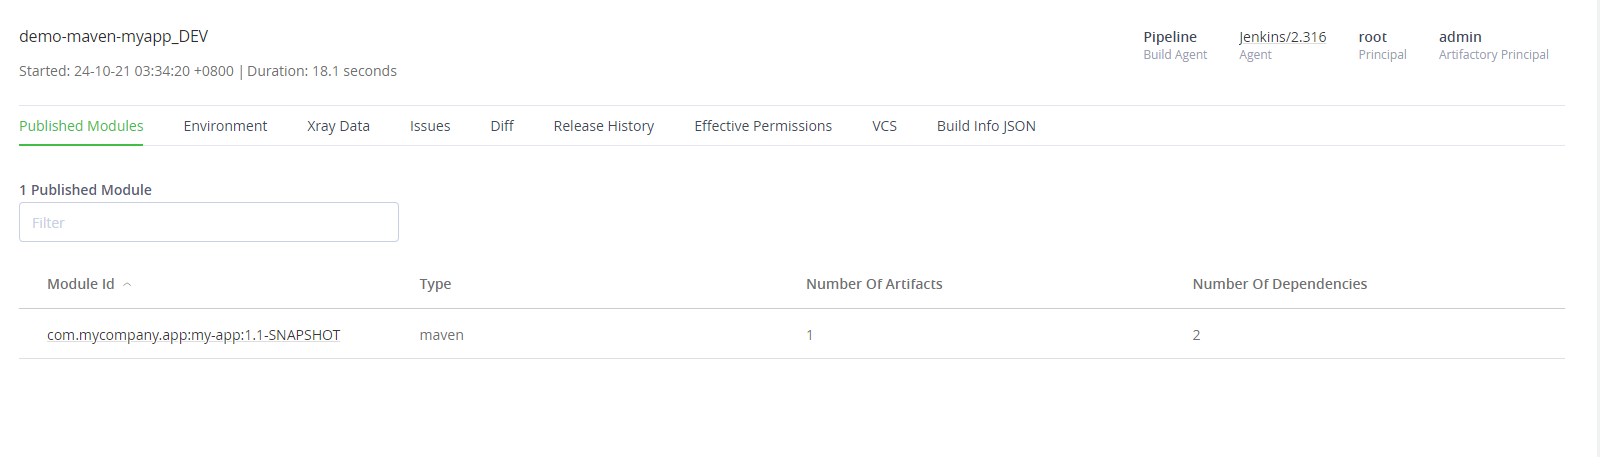 demo-maven-myapp_DEV
Started: 24-10-21 03:34:20 +0800 | Duration: 18.1 seconds
Pipeline Jenkins/2.316 root admin
Build Agent Agent Principal Artifactory Principal
Published Modules Environment Xray Data Issues Diff Release History Effective Permissions VCS Build Info JSON
1 Published Module
Filter
Module Id Type Number Of Artifacts Number Of Dependencies
com.mycompany.app:my-app:1.1-SNAPSHOT maven 1 2